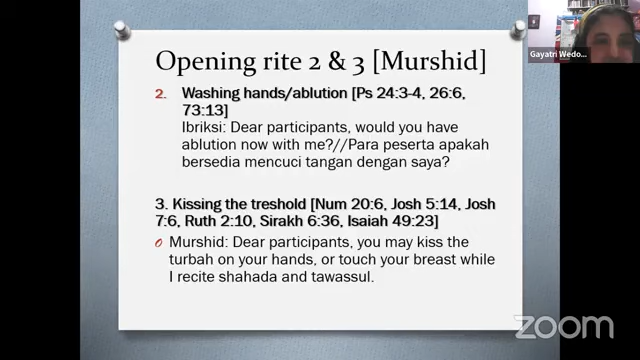 Opening rite 2 & 3 [Murshid]
Gayatri Wedo...
2. Washing hands/ablution [Ps 24:3-4, 26:6,
73:13]
Ibriksi: Dear participants, would you have
ablution now with me?//Para peserta apakah
bersedia mencuci tangan dengan saya?
3. Kissing the treshold [Num 20:6, Josh 5:14, Josh
7:6, Ruth 2:10, Sirakh 6:36, Isaiah 49:23]
Murshid: Dear participants, you may kiss the
turbah on your hands, or touch your breast while
I recite shahada and tawassul.
zoom